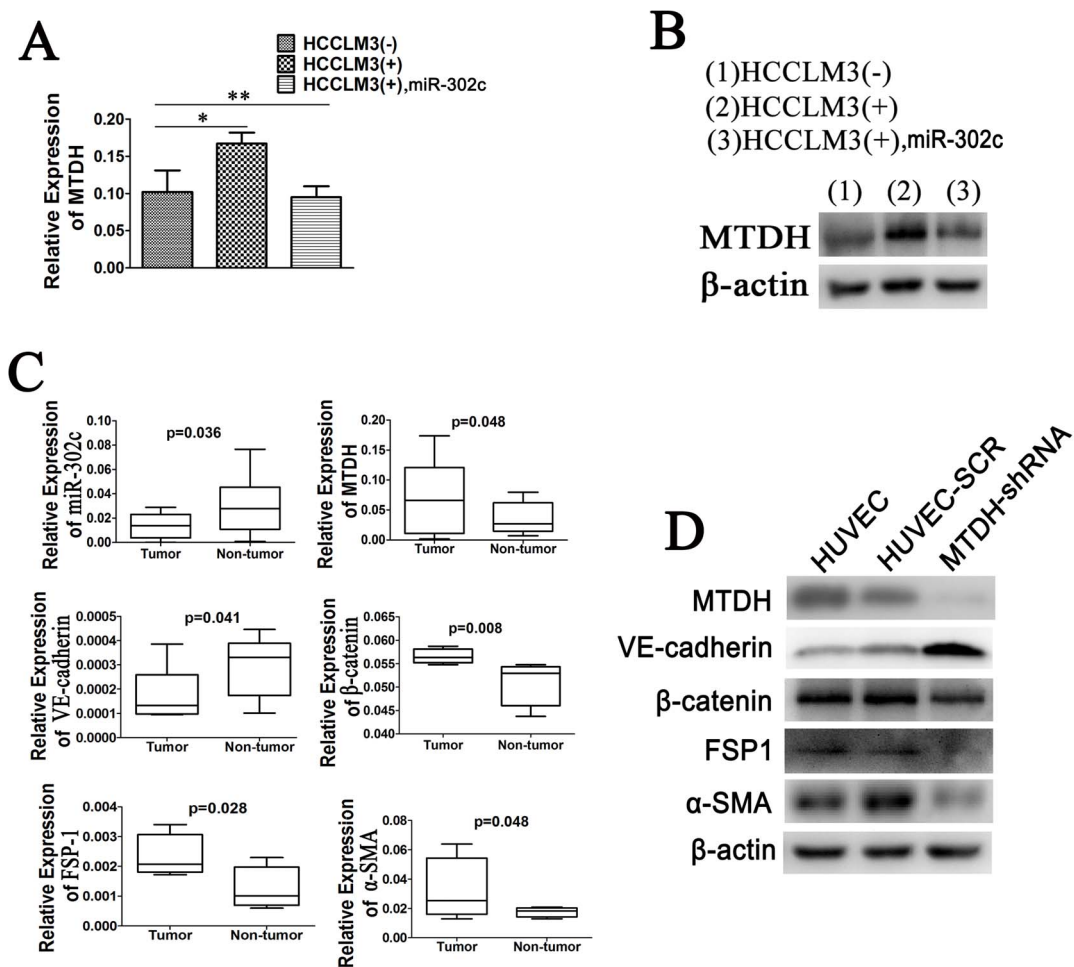 A
HCCLM3(-)
HCCLM3(+)
HCCLM3(+),miR-302c
Relative Expression
of MTDH
0.20
0.15
0.10
0.05
0.00
**
*
B
(1)HCCLM3(-)
(2)HCCLM3(+)
(3)HCCLM3(+),miR-302c
(1) (2) (3)
MTDH
β-actin
C
Relative Expression
of miR-302c
0.10
0.08
0.06
0.04
0.02
0.00
p=0.036
Tumor Non-tumor
Relative Expression
of MTDH
0.20
0.15
0.10
0.05
0.00
p=0.048
Tumor Non-tumor
Relative Expression
of VE-cadherin
0.0005
0.0004
0.0003
0.0002
0.0001
0.0000
p=0.041
Tumor Non-tumor
Relative Expression
of β-catenin
0.065
0.060
0.055
0.050
0.045
0.040
p=0.008
Tumor Non-tumor
Relative Expression
of FSP-1
0.004
0.003
0.002
0.001
0.000
p=0.028
Tumor Non-tumor
Relative Expression
of α-SMA
0.08
0.06
0.04
0.02
0.00
p=0.048
Tumor Non-tumor
D
HUVEC
HUVEC-SCR
MTDH-shRNA
MTDH
VE-cadherin
β-catenin
FSP1
α-SMA
β-actin